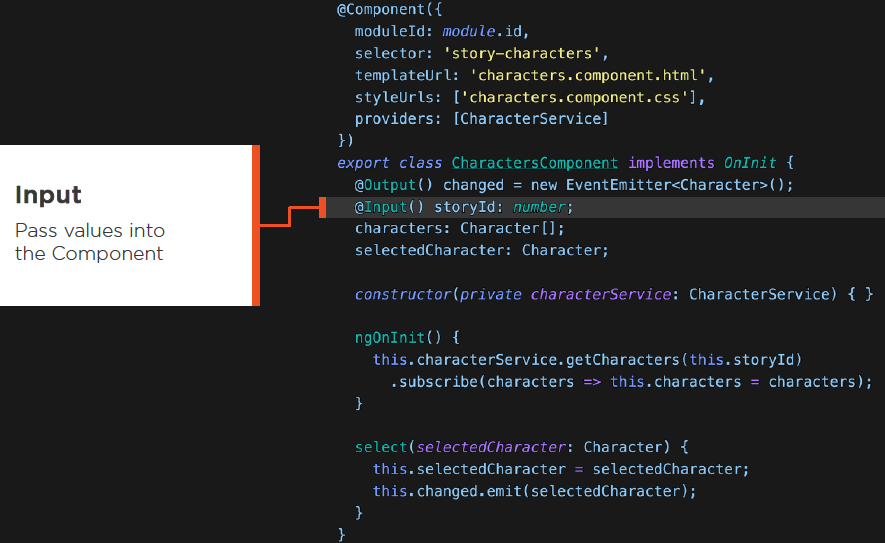 @Component({
moduleId: module.id,
selector: 'story-characters',
templateUrl: 'characters.component.html',
styleUrls: ['characters.component.css'],
providers: [CharacterService]
})
export class CharactersComponent implements OnInit {
@Output() changed = new EventEmitter<Character>();
@Input() storyId: number;
characters: Character[];
selectedCharacter: Character;
constructor(private characterService: CharacterService) { }
ngOnInit() {
this.characterService.getCharacters(this.storyId)
.subscribe(characters => this.characters = characters);
}
select(selectedCharacter: Character) {
this.selectedCharacter = selectedCharacter;
this.changed.emit(selectedCharacter);
}
}
Input
Pass values into
the Component